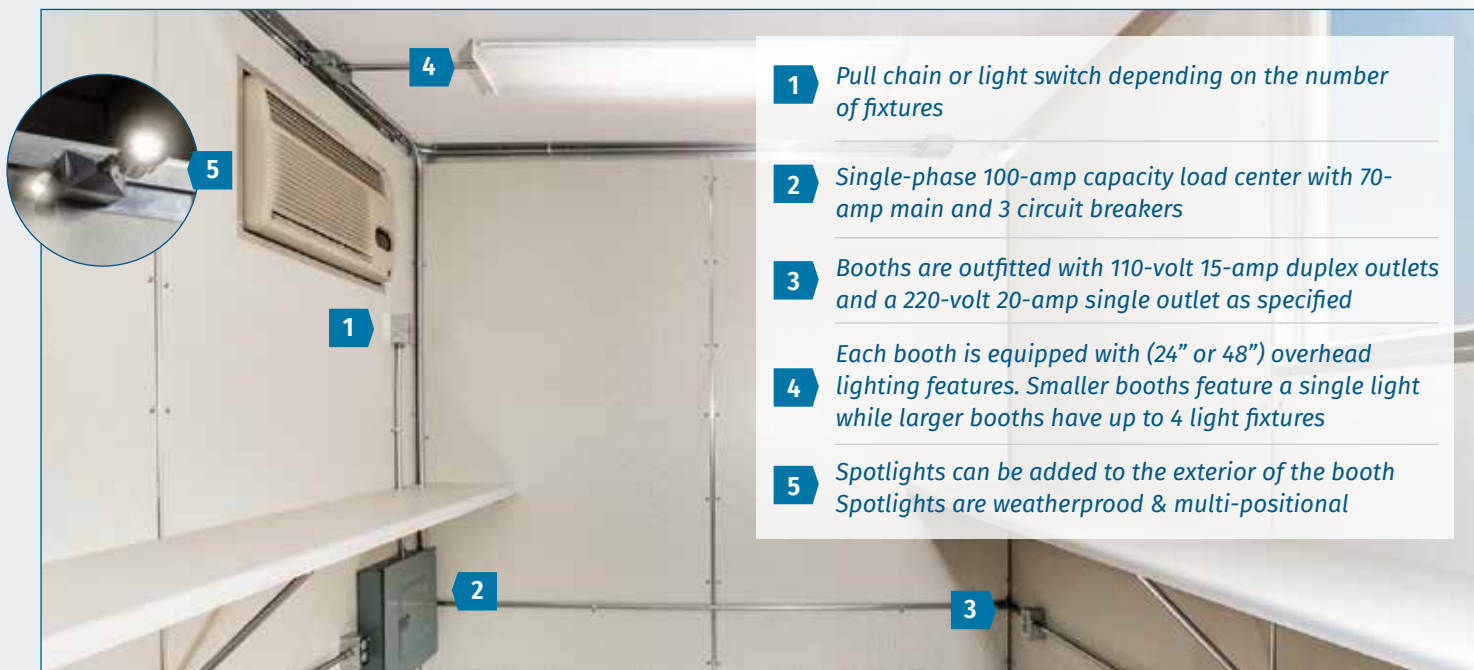 4
5
1
2
3
1
Pull chain or light switch depending on the number
of fixtures
2
Single-phase 100-amp capacity load center with 70-
amp main and 3 circuit breakers
3
Booths are outfitted with 110-volt 15-amp duplex outlets
and a 220-volt 20-amp single outlet as specified
4
Each booth is equipped with (24” or 48”) overhead
lighting features. Smaller booths feature a single light
while larger booths have up to 4 light fixtures
5
Spotlights can be added to the exterior of the booth
Spotlights are weatherprood & multi-positional